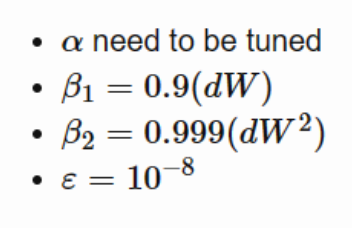 • α need to be tuned
• β₁ = 0.9(dW)
• β₂ = 0.999(dW²)
• ε = 10⁻⁸